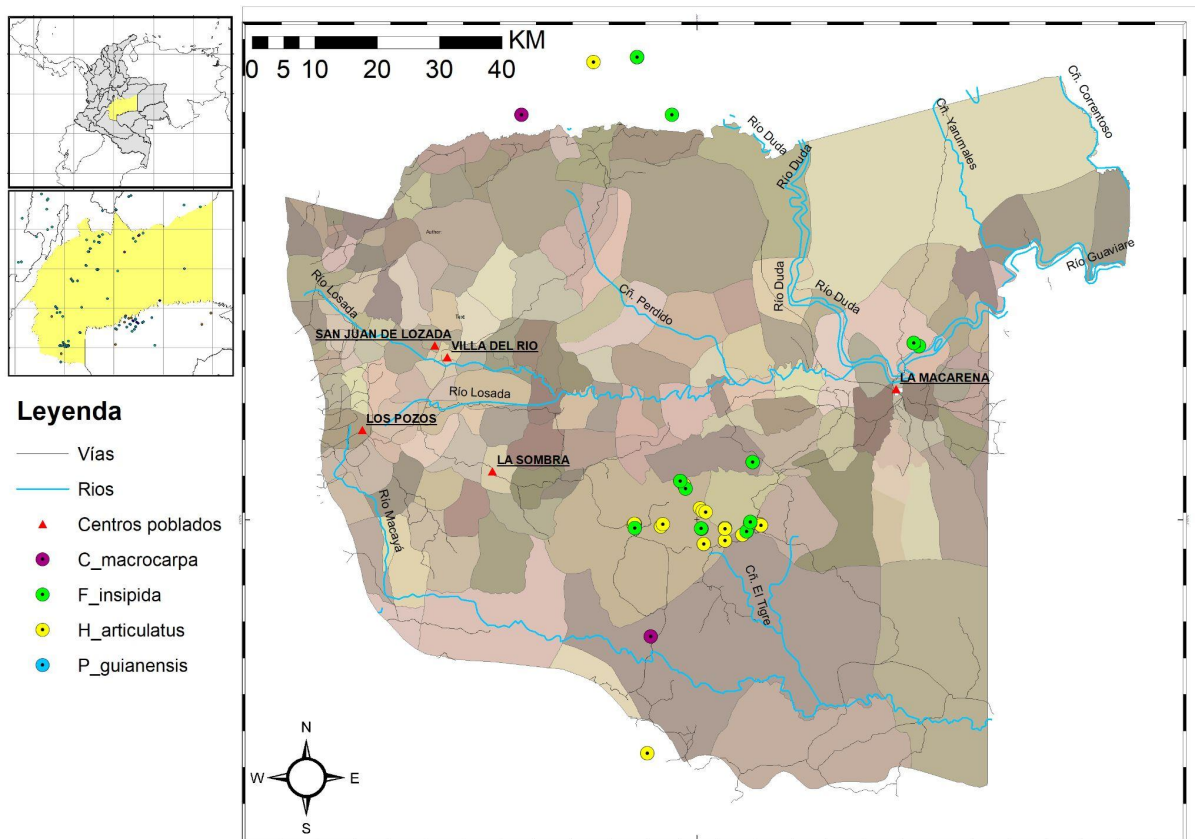 KM
0 5 10 20 30 40
Río Duda
Río Duda
Cñ. Yarumales
Cñ. Correntoso
Río Guaviare
Author
Río Losada
Cñ. Perdido
Río Duda
Río Duda
Text
SAN JUAN DE LOZADA
VILLA DEL RIO
LA MACARENA
Río Losada
LOS POZOS
LA SOMBRA
Río Macayá
Cñ. El Tigre
Leyenda
Vías
Rios
Centros poblados
C_macrocarpa
F_insipida
H_articulatus
P_guianensis
N
W E
S